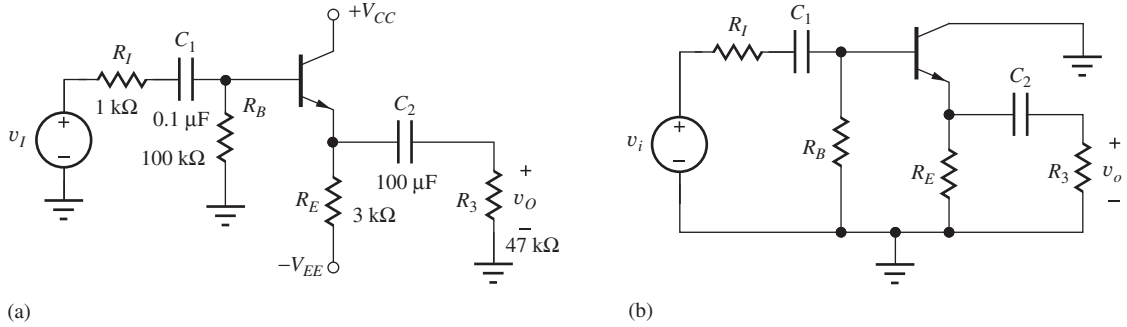 +V_CC
R_I
C_1
1 kΩ
0.1 µF
R_B
100 kΩ
v_I
+
−
C_2
100 µF
R_E
3 kΩ
R_3
+
v_O
−
47 kΩ
−V_EE
(a)
R_I
C_1
v_i
+
−
R_B
C_2
R_E
R_3
+
v_o
−
(b)